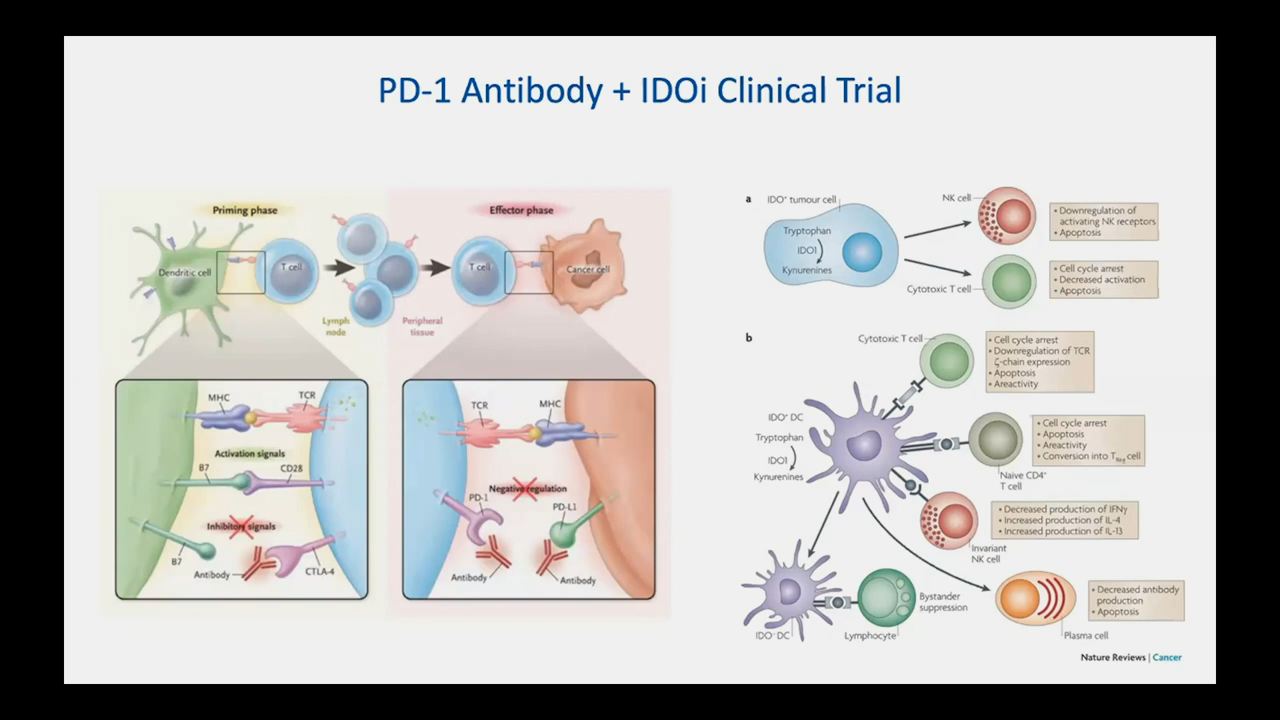 PD-1 Antibody + IDOi Clinical Trial
Priming phase
Dendritic cell
T cell
Lymph
node
Effector phase
T cell
Cancer cell
Peripheral
tissue
MHC
TCR
Activation signals
B7
CD28
Inhibitory signals
B7
Antibody
CTLA-4
TCR
MHC
Negative regulation
PD-1
PD-L1
Antibody
Antibody
a
IDO⁺ tumour cell
Tryptophan
IDO1
Kynurenines
NK cell
• Downregulation of
activating NK receptors
• Apoptosis
Cytotoxic T cell
• Cell cycle arrest
• Decreased activation
• Apoptosis
b
Cytotoxic T cell
• Cell cycle arrest
• Downregulation of TCR
ζ-chain expression
• Apoptosis
• Areactivity
IDO⁺ DC
Tryptophan
IDO1
Kynurenines
• Cell cycle arrest
• Apoptosis
• Areactivity
• Conversion into TReg cell
Naive CD4⁺
T cell
• Decreased production of IFNγ
• Increased production of IL-4
• Increased production of IL-13
Invariant
NK cell
IDO⁻ DC
Lymphocyte
Bystander
suppression
• Decreased antibody
production
• Apoptosis
Plasma cell
Nature Reviews | Cancer